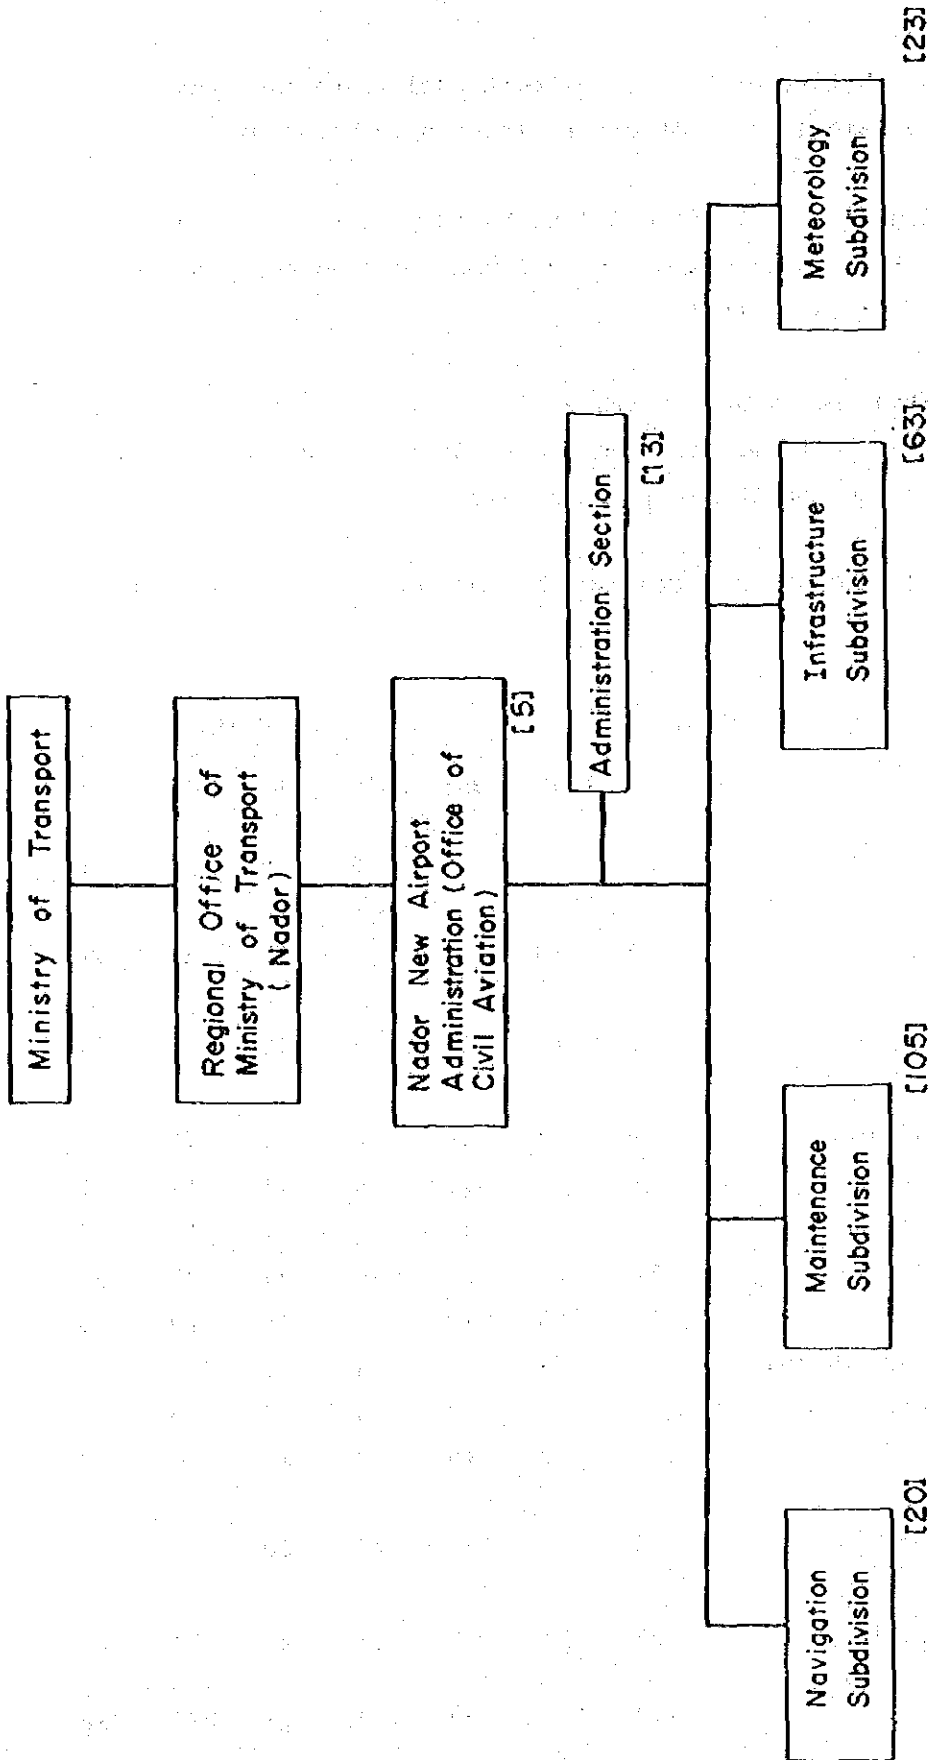 Ministry of Transport
Regional Office of
Ministry of Transport
(Nador)
Nador New Airport
Administration (Office of
Civil Aviation)
[5]
Administration Section
[13]
Navigation
Subdivision
[20]
Maintenance
Subdivision
[105]
Infrastructure
Subdivision
[63]
Meteorology
Subdivision
[23]